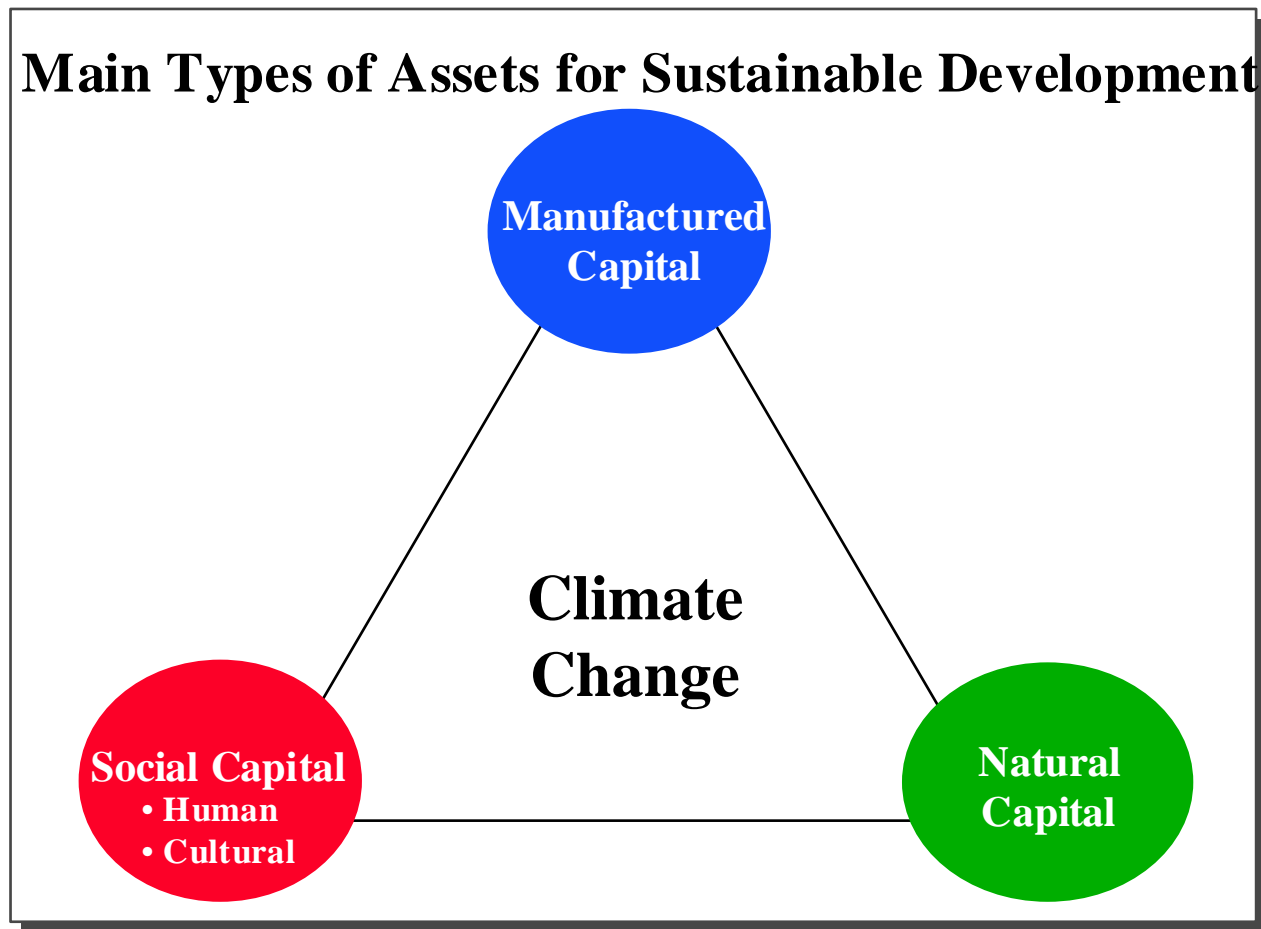 Main Types of Assets for Sustainable Development
Manufactured
Capital
Climate
Change
Social Capital
• Human
• Cultural
Natural
Capital